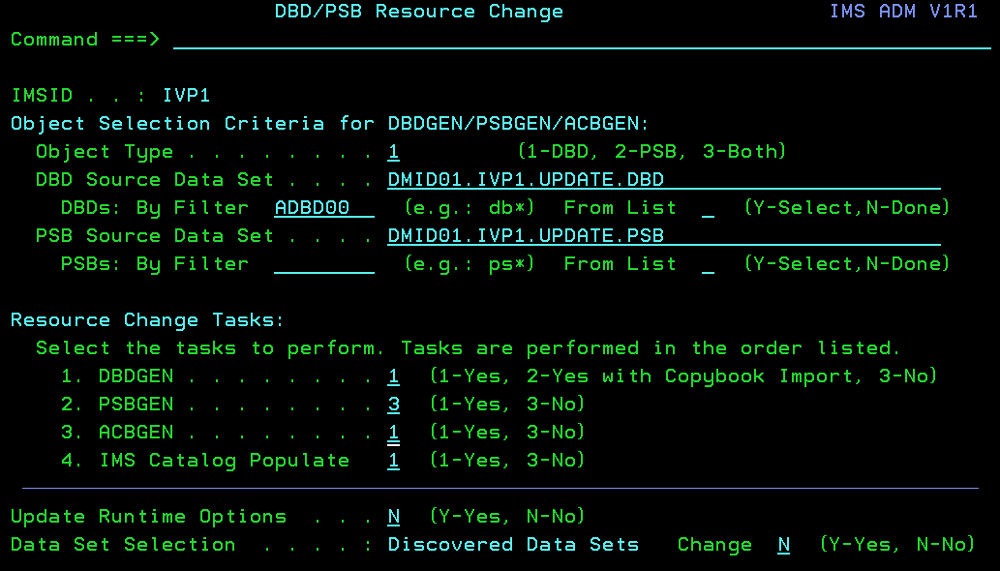 DBD/PSB Resource Change IMS ADM V1R1
Command ===>
IMSID . . : IVP1
Object Selection Criteria for DBDGEN/PSBGEN/ACBGEN:
Object Type . . . . . . . . 1 (1-DBD, 2-PSB, 3-Both)
DBD Source Data Set . . . . DMID01.IVP1.UPDATE.DBD
DBDs: By Filter ADBD00 (e.g.: db*) From List _ (Y-Select,N-Done)
PSB Source Data Set . . . . DMID01.IVP1.UPDATE.PSB
PSBs: By Filter (e.g.: ps*) From List _ (Y-Select,N-Done)
Resource Change Tasks:
Select the tasks to perform. Tasks are performed in the order listed.
1. DBDGEN . . . . . . . . 1 (1-Yes, 2-Yes with Copybook Import, 3-No)
2. PSBGEN . . . . . . . . 3 (1-Yes, 3-No)
3. ACBGEN . . . . . . . . 1 (1-Yes, 3-No)
4. IMS Catalog Populate 1 (1-Yes, 3-No)
Update Runtime Options . . . N (Y-Yes, N-No)
Data Set Selection . . . . : Discovered Data Sets Change N (Y-Yes, N-No)